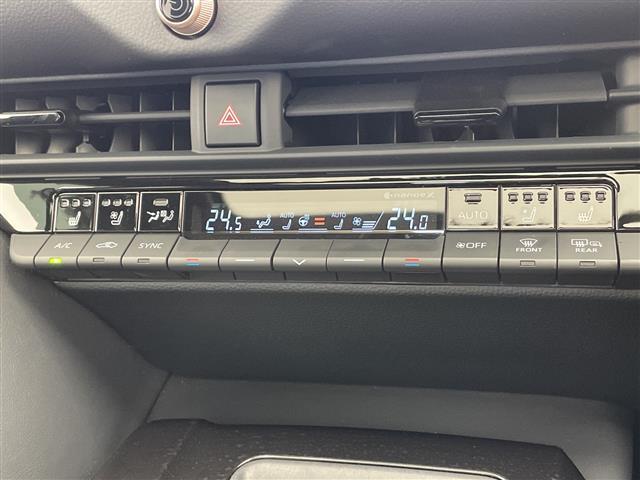 nanoe X
24.5 AUTO AUTO 24.0
AUTO
A/C SYNC OFF FRONT REAR